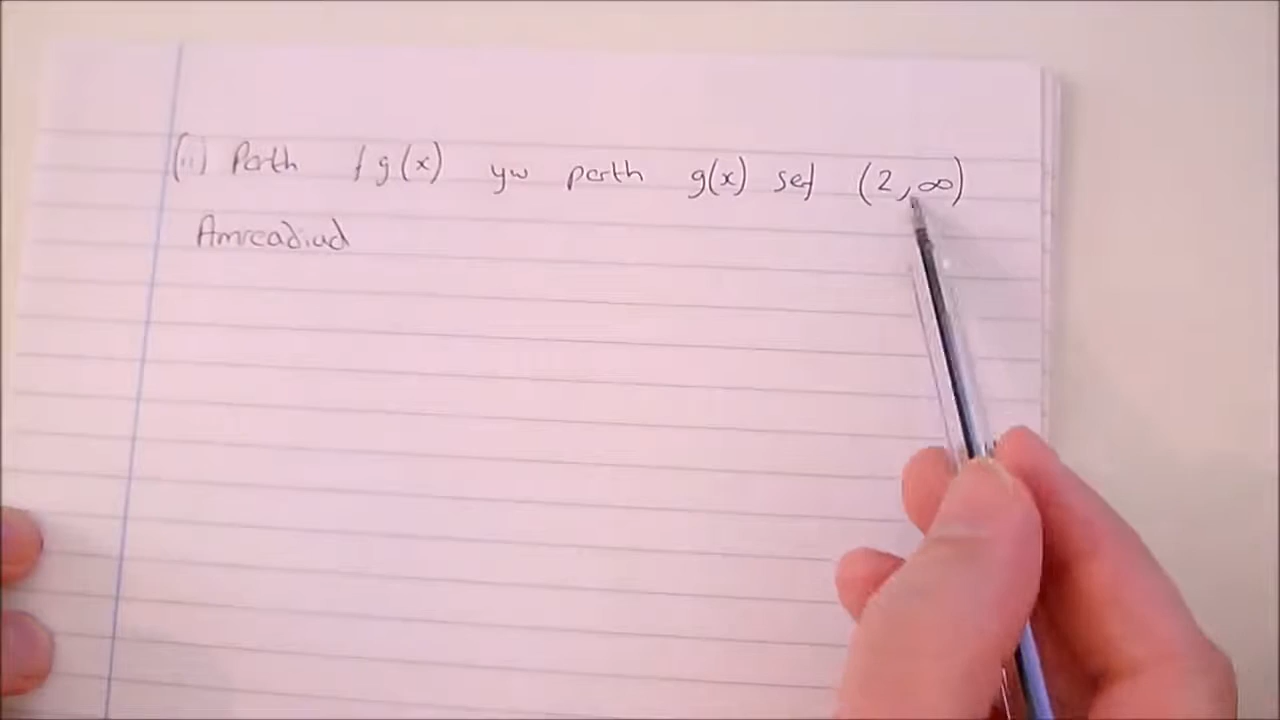 (ii) Parth fg(x) yw parth g(x) sef (2,∞)
Amrediad